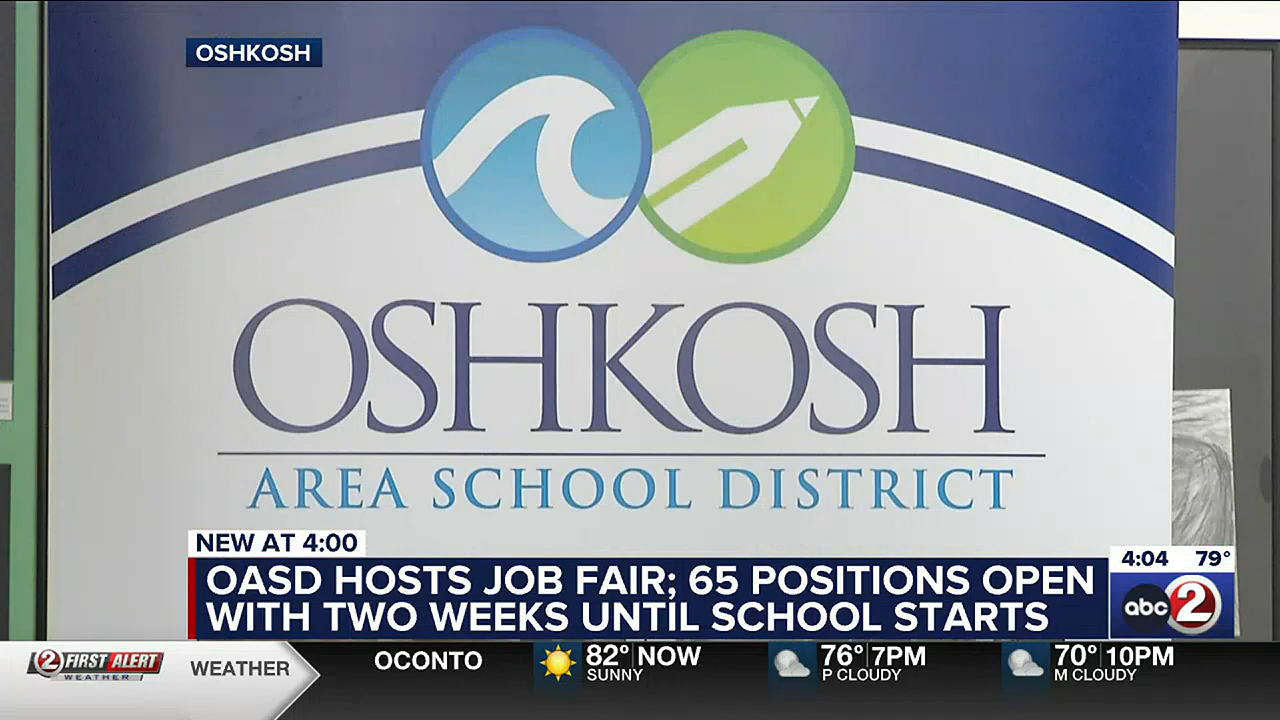 OSHKOSH
OSHKOSH
AREA SCHOOL DISTRICT
NEW AT 4:00
OASD HOSTS JOB FAIR; 65 POSITIONS OPEN
WITH TWO WEEKS UNTIL SCHOOL STARTS
4:04 79°
abc 2
2 FIRST ALERT
WEATHER
WEATHER
OCONTO
82° NOW
SUNNY
76° 7PM
P CLOUDY
70° 10PM
M CLOUDY